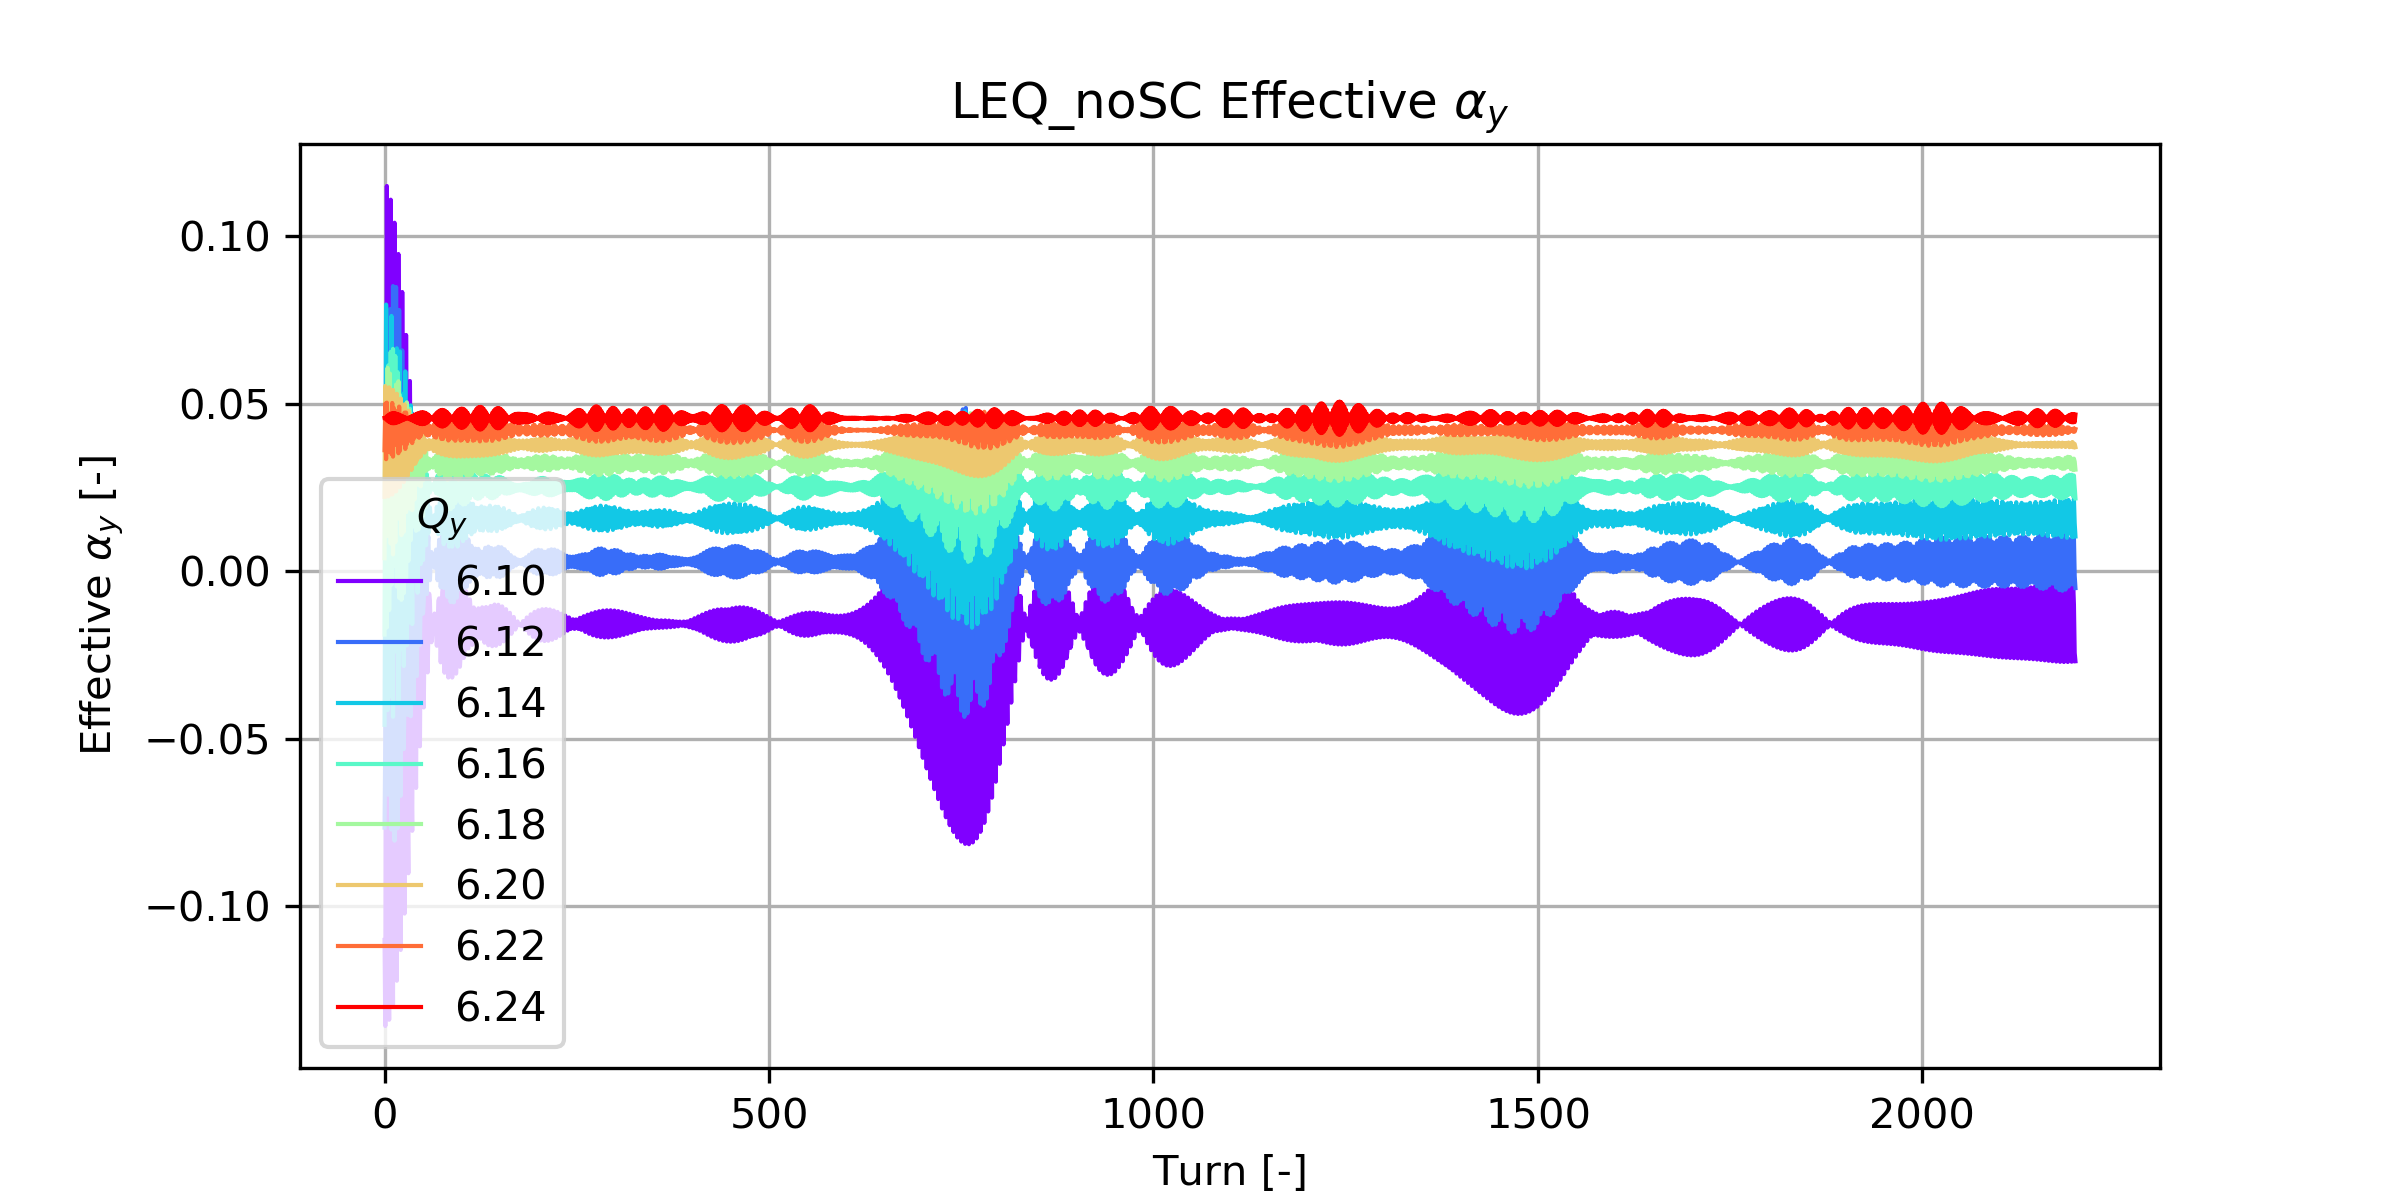 LEQ_noSC Effective αy
Effective αy [-]
0.10
0.05
0.00
−0.05
−0.10
Qy
6.10
6.12
6.14
6.16
6.18
6.20
6.22
6.24
0 500 1000 1500 2000
Turn [-]